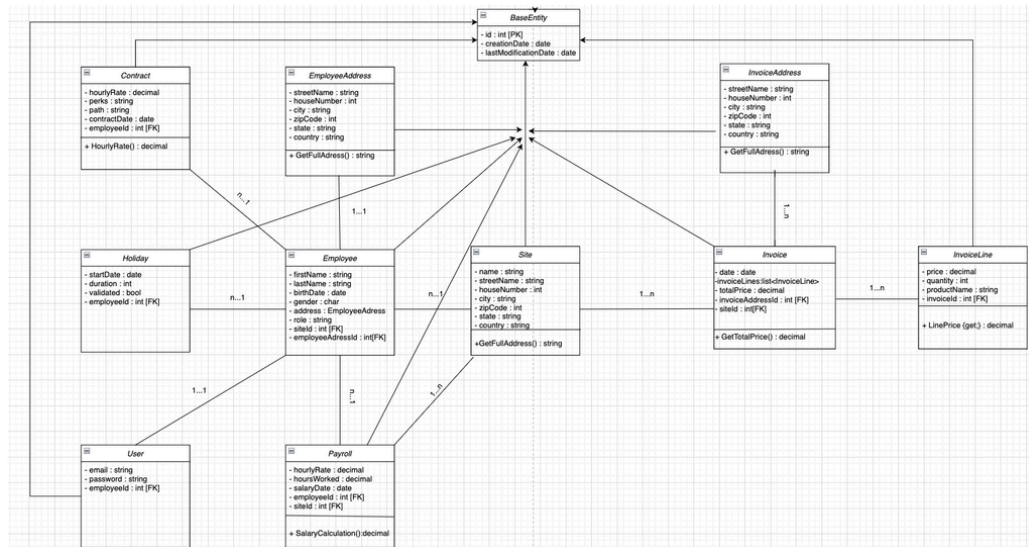 BaseEntity
- id : int [PK]
- creationDate : date
- lastModificationDate : date
Contract
- hourlyRate : decimal
- perks : string
- path : string
- contractDate : date
- employeeId : int [FK]
+ HourlyRate() : decimal
EmployeeAddress
- streetName : string
- houseNumber : int
- city : string
- zipCode : int
- state : string
- country : string
+ GetFullAdress() : string
InvoiceAddress
- streetName : string
- houseNumber : int
- city : string
- zipCode : int
- state : string
- country : string
+ GetFullAdress() : string
n...1
1...1
1...n
Holiday
- startDate : date
- duration : int
- validated : bool
- employeeId : int [FK]
n...1
Employee
- firstName : string
- lastName : string
- birthDate : date
- gender : char
- address : EmployeeAdress
- role : string
- siteId : int [FK]
- employeeAdressId : int[FK]
n...1
Site
- name : string
- streetName : string
- houseNumber : int
- city : string
- zipCode : int
- state : string
- country : string
+GetFullAddress() : string
1...n
Invoice
- date : date
-invoiceLines:list<InvoiceLine>
- totalPrice : decimal
- invoiceAddressId : int [FK]
- siteId : int[FK]
+ GetTotalPrice() : decimal
1...n
InvoiceLine
- price : decimal
- quantity : int
- productName : string
- invoiceId : int [FK]
+ LinePrice {get;} : decimal
1...1
n...1
1...n
User
- email : string
- password : string
- employeeId : int [FK]
Payroll
- hourlyRate : decimal
- hoursWorked : decimal
- salaryDate : date
- employeeId : int [FK]
- siteId : int [FK]
+ SalaryCalculation():decimal